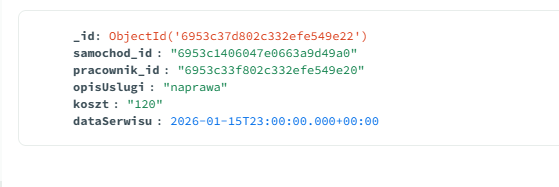 _id: ObjectId('6953c37d802c332efe549e22')
samochod_id : "6953c1406047e0663a9d49a0"
pracownik_id : "6953c33f802c332efe549e20"
opisUslugi : "naprawa"
koszt : "120"
dataSerwisu : 2026-01-15T23:00:00.000+00:00